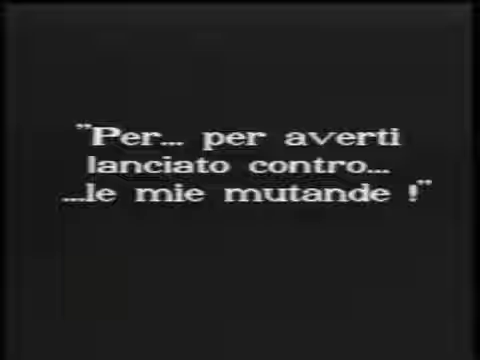 "Per... per averti
lanciato contro...
...le mie mutande !"